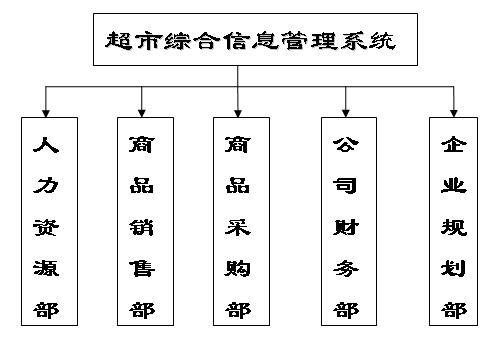 超市综合信息管理系统
人力资源部
商品销售部
商品采购部
公司财务部
企业规划部